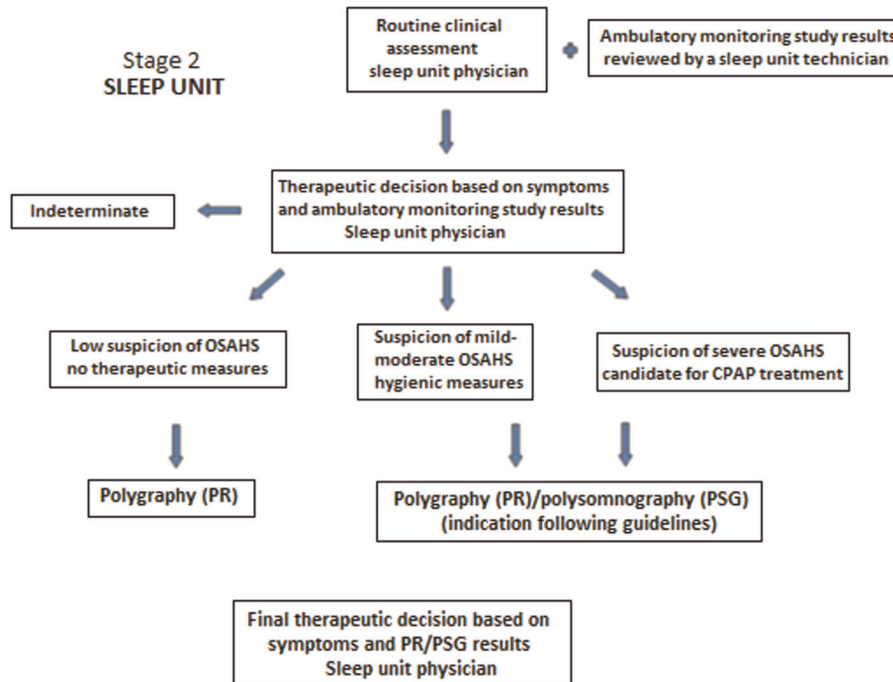 Stage 2
SLEEP UNIT
Routine clinical
assessment
sleep unit physician
Ambulatory monitoring study results
reviewed by a sleep unit technician
Therapeutic decision based on symptoms
and ambulatory monitoring study results
Sleep unit physician
Indeterminate
Low suspicion of OSAHS
no therapeutic measures
Suspicion of mild-
moderate OSAHS
hygienic measures
Suspicion of severe OSAHS
candidate for CPAP treatment
Polygraphy (PR)
Polygraphy (PR)/polysomnography (PSG)
(indication following guidelines)
Final therapeutic decision based on
symptoms and PR/PSG results
Sleep unit physician